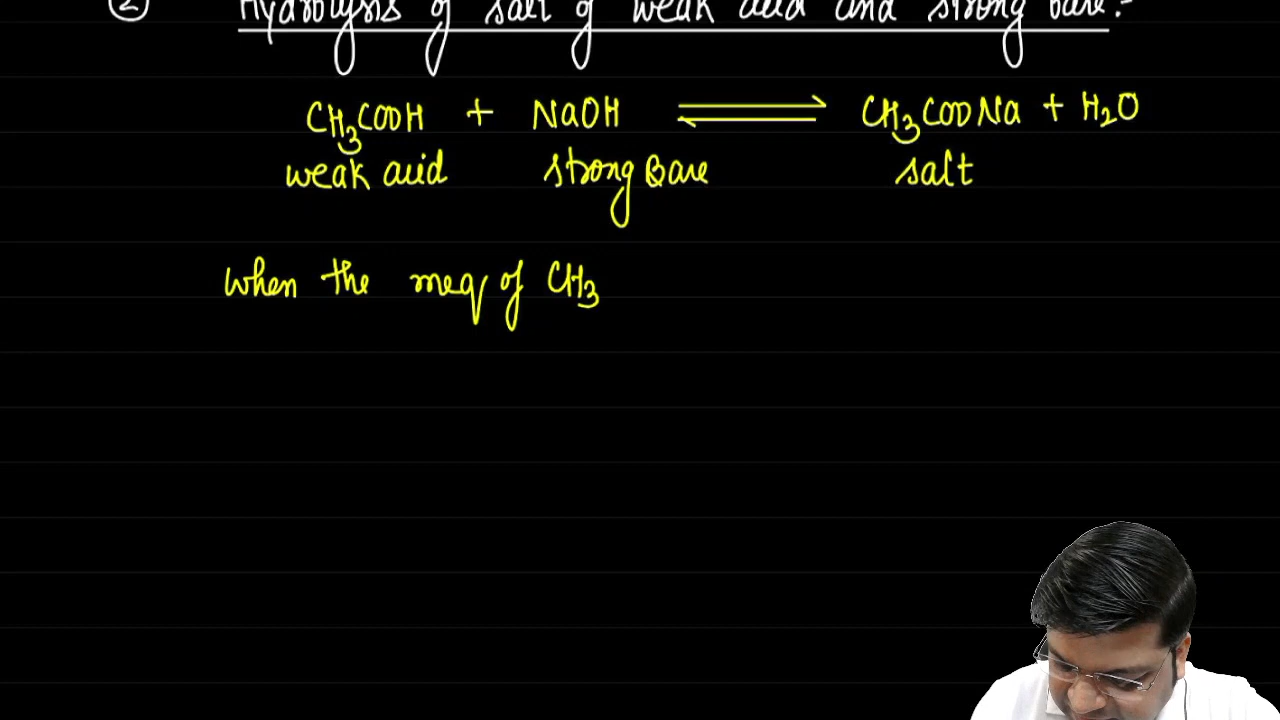 ② Hydrolysis of salt of weak acid and strong base :-
CH₃COOH + NaOH ⇌ CH₃COONa + H₂O
weak acid strong Base salt
when the meq of CH₃